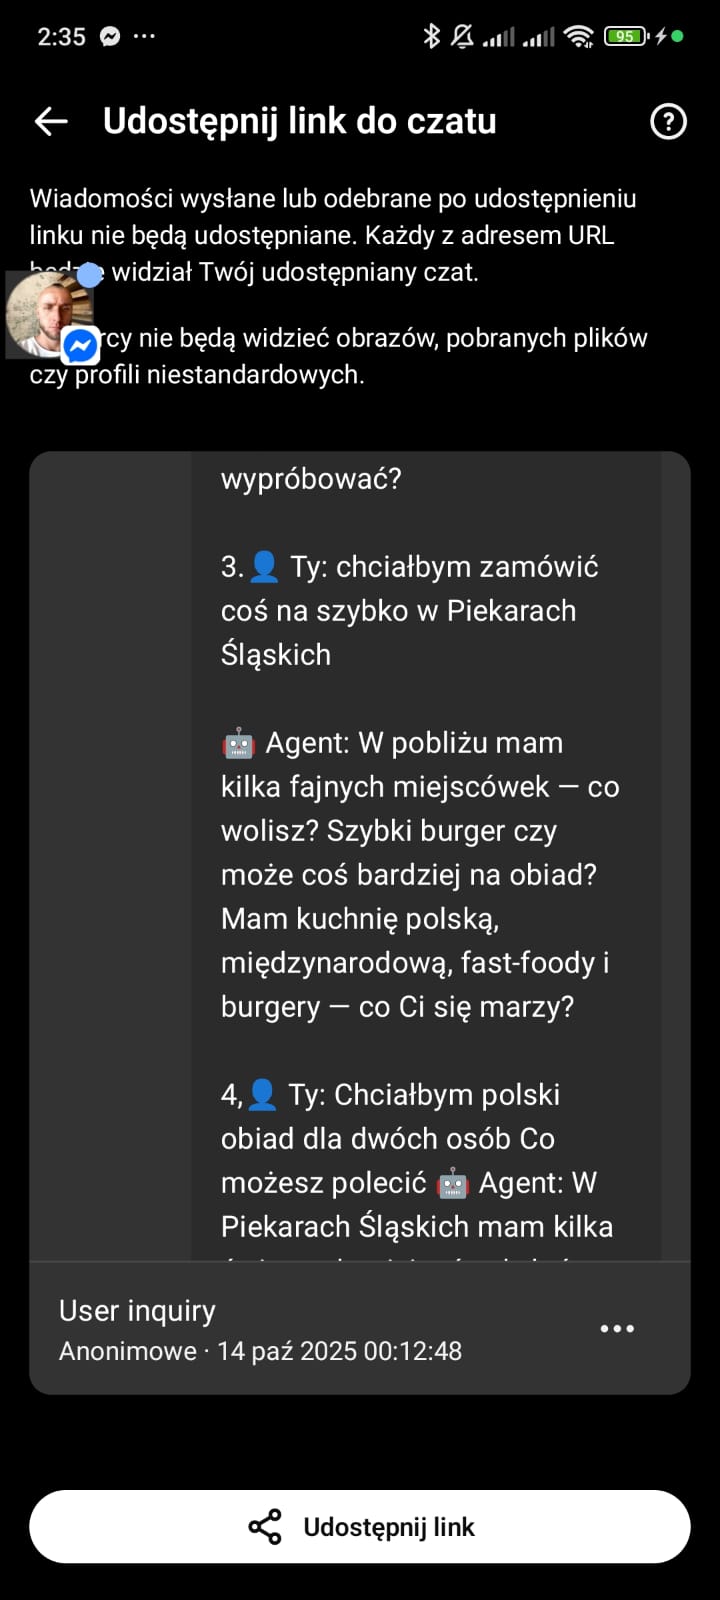 2:35
95
Udostępnij link do czatu
Wiadomości wysłane lub odebrane po udostępnieniu
linku nie będą udostępniane. Każdy z adresem URL
będzie widział Twój udostępniany czat.
nie będą widzieć obrazów, pobranych plików
czy profili niestandardowych.
wypróbować?
3.👤 Ty: chciałbym zamówić
coś na szybko w Piekarach
Śląskich
🤖 Agent: W pobliżu mam
kilka fajnych miejscówek — co
wolisz? Szybki burger czy
może coś bardziej na obiad?
Mam kuchnię polską,
międzynarodową, fast-foody i
burgery — co Ci się marzy?
4,👤 Ty: Chciałbym polski
obiad dla dwóch osób Co
możesz polecić 🤖 Agent: W
Piekarach Śląskich mam kilka
User inquiry
Anonimowe · 14 paź 2025 00:12:48
Udostępnij link